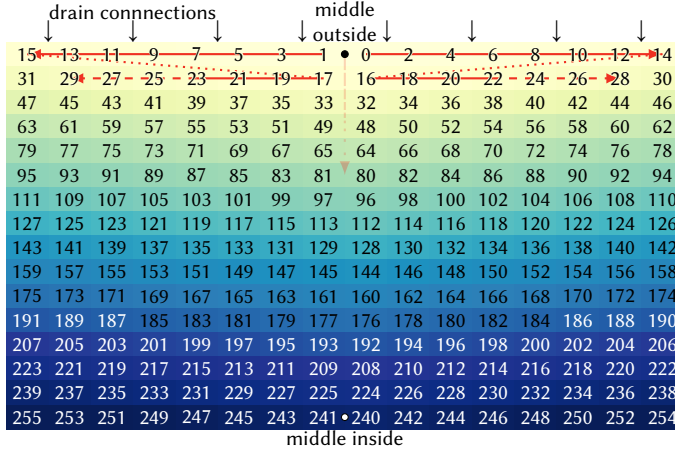 drain connnections
middle
outside
15 13 11 9 7 5 3 1 0 2 4 6 8 10 12 14
31 29 27 25 23 21 19 17 16 18 20 22 24 26 28 30
47 45 43 41 39 37 35 33 32 34 36 38 40 42 44 46
63 61 59 57 55 53 51 49 48 50 52 54 56 58 60 62
79 77 75 73 71 69 67 65 64 66 68 70 72 74 76 78
95 93 91 89 87 85 83 81 80 82 84 86 88 90 92 94
111 109 107 105 103 101 99 97 96 98 100 102 104 106 108 110
127 125 123 121 119 117 115 113 112 114 116 118 120 122 124 126
143 141 139 137 135 133 131 129 128 130 132 134 136 138 140 142
159 157 155 153 151 149 147 145 144 146 148 150 152 154 156 158
175 173 171 169 167 165 163 161 160 162 164 166 168 170 172 174
191 189 187 185 183 181 179 177 176 178 180 182 184 186 188 190
207 205 203 201 199 197 195 193 192 194 196 198 200 202 204 206
223 221 219 217 215 213 211 209 208 210 212 214 216 218 220 222
239 237 235 233 231 229 227 225 224 226 228 230 232 234 236 238
255 253 251 249 247 245 243 241 240 242 244 246 248 250 252 254
middle inside